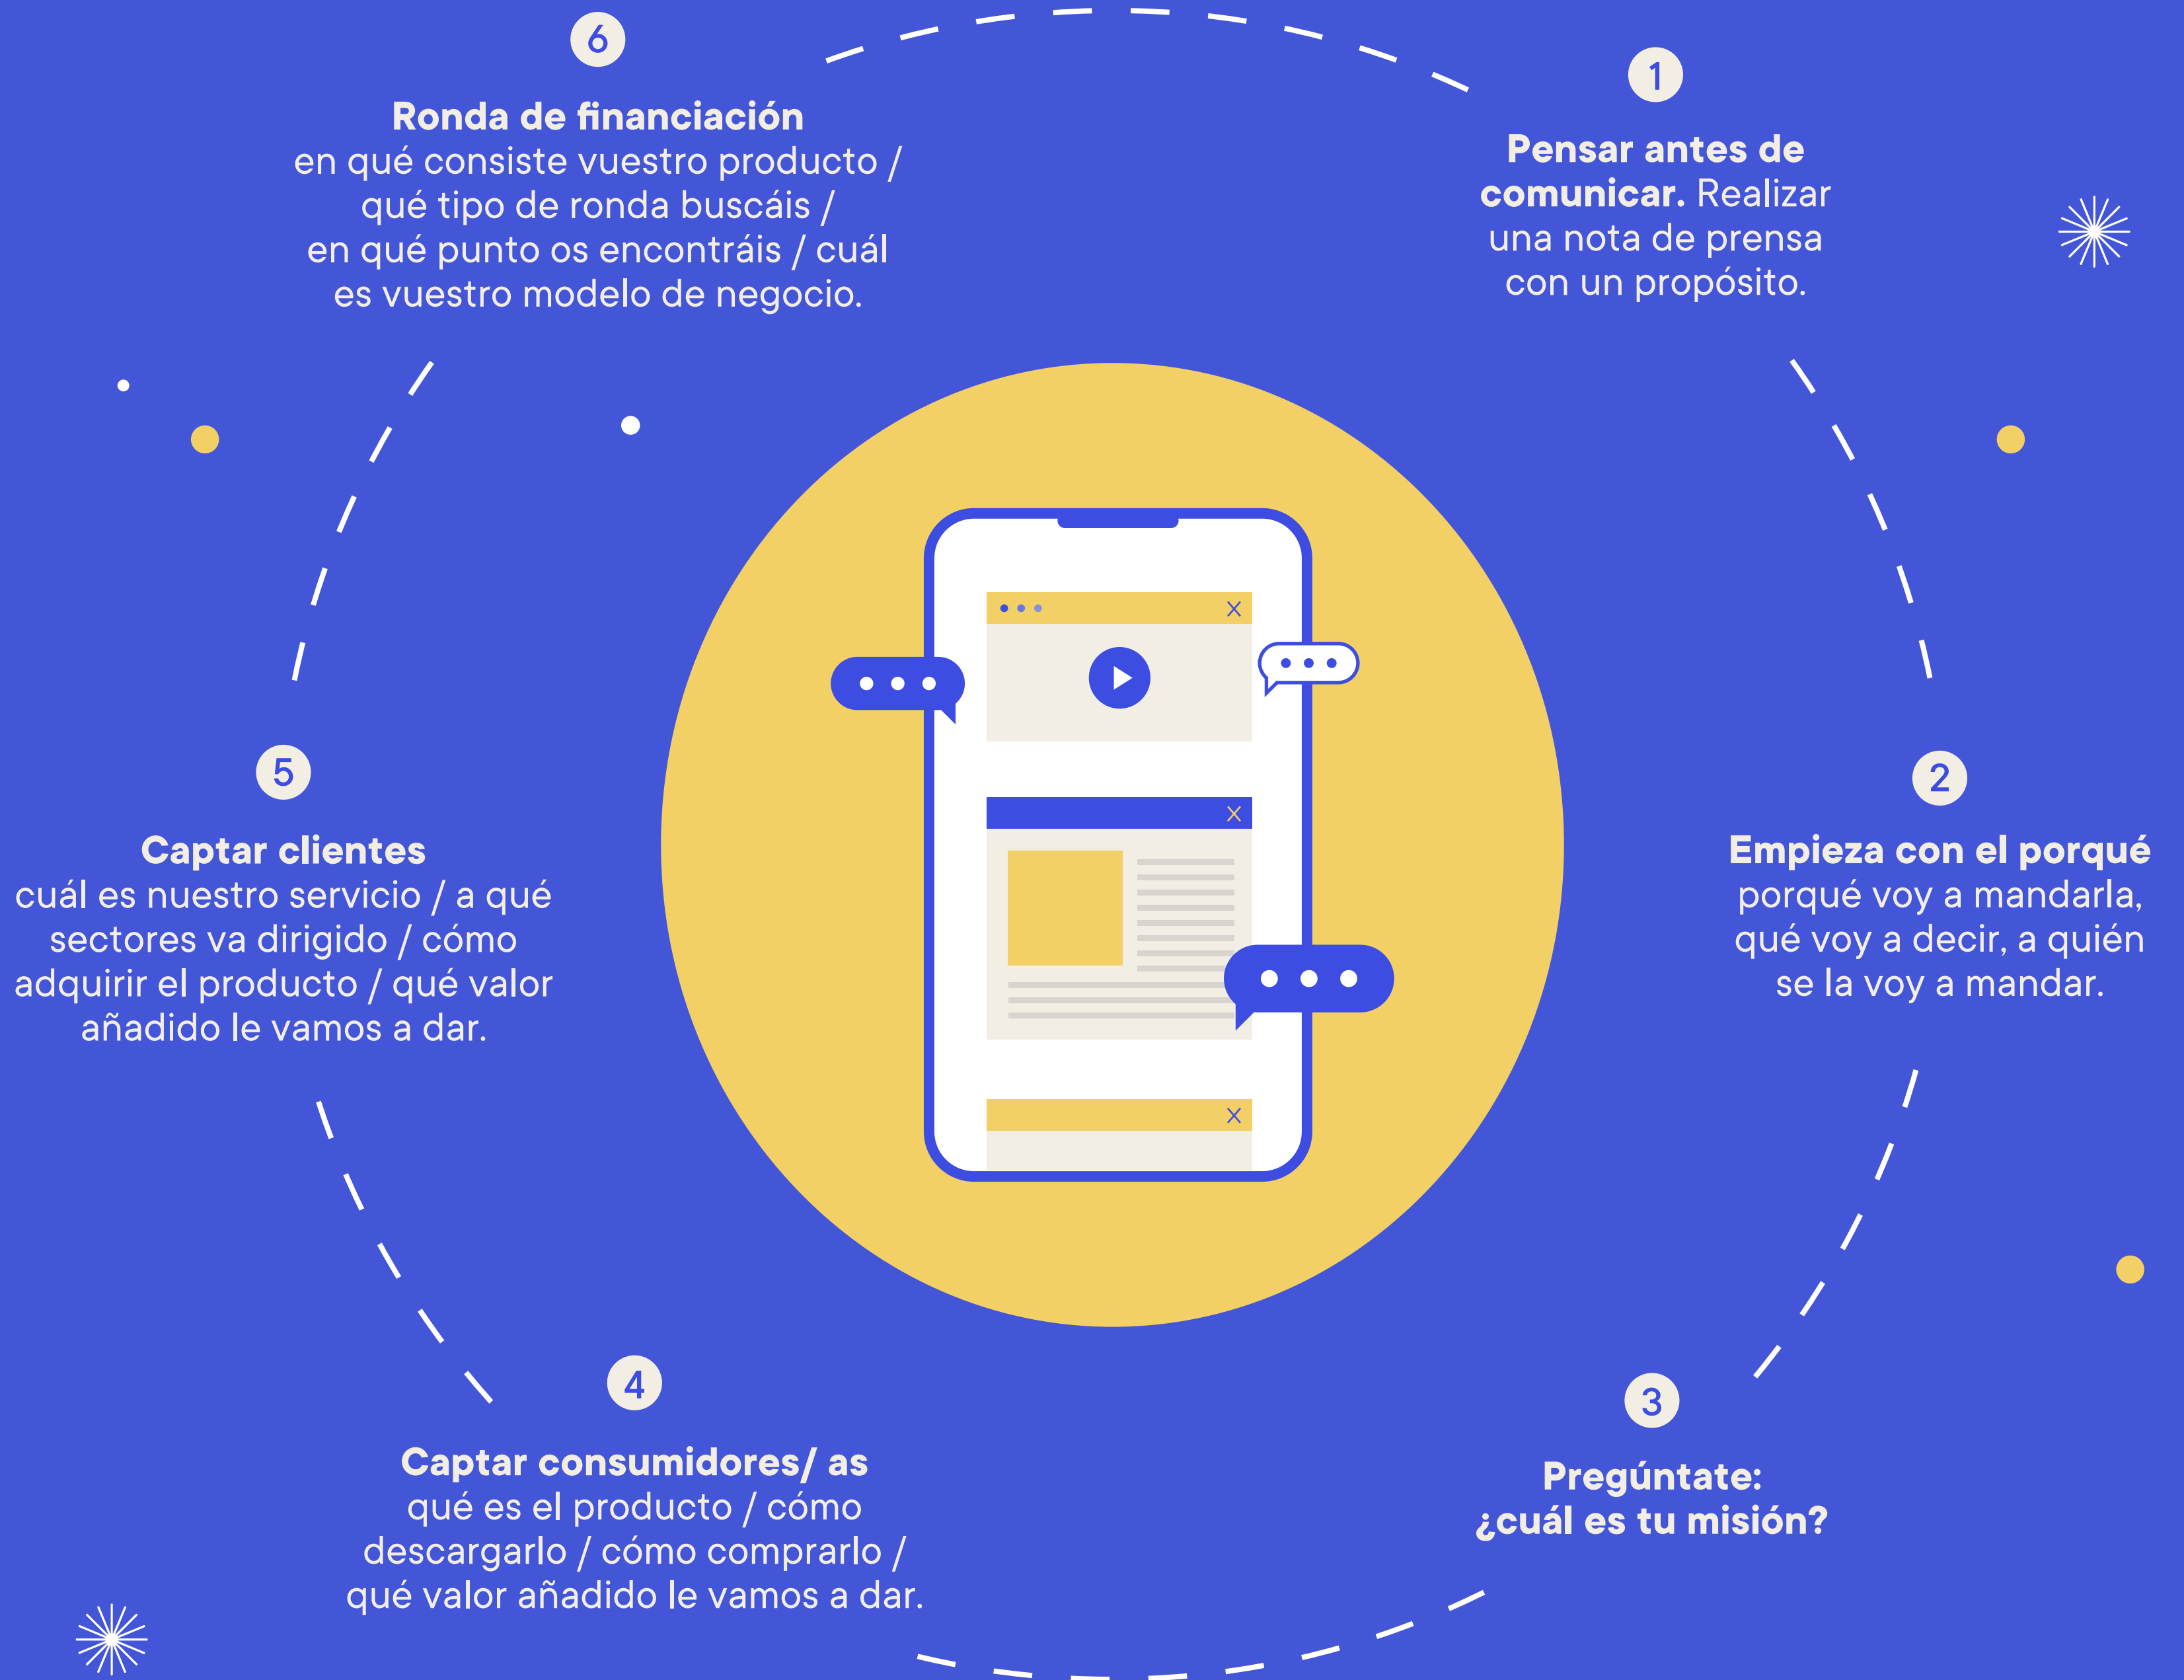 1
Pensar antes de
comunicar. Realizar
una nota de prensa
con un propósito.
2
Empieza con el porqué
porqué voy a mandarla,
qué voy a decir, a quién
se la voy a mandar.
3
Pregúntate:
¿cuál es tu misión?
4
Captar consumidores/ as
qué es el producto / cómo
descargarlo / cómo comprarlo /
qué valor añadido le vamos a dar.
5
Captar clientes
cuál es nuestro servicio / a qué
sectores va dirigido / cómo
adquirir el producto / qué valor
añadido le vamos a dar.
6
Ronda de financiación
en qué consiste vuestro producto /
qué tipo de ronda buscáis /
en qué punto os encontráis / cuál
es vuestro modelo de negocio.